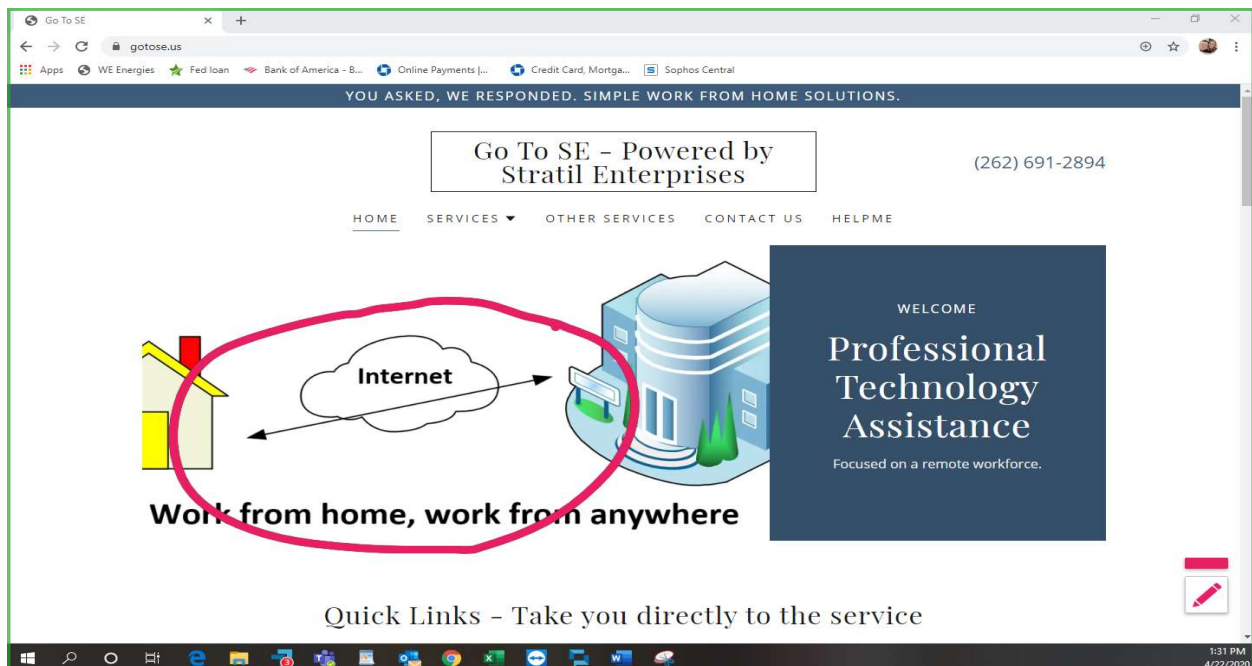 Go To SE
gotose.us
Apps WE Energies Fed loan Bank of America - B... Online Payments |... Credit Card, Mortga... Sophos Central
YOU ASKED, WE RESPONDED. SIMPLE WORK FROM HOME SOLUTIONS.
Go To SE - Powered by
Stratil Enterprises
(262) 691-2894
HOME SERVICES OTHER SERVICES CONTACT US HELPME
Internet
Work from home, work from anywhere
WELCOME
Professional
Technology
Assistance
Focused on a remote workforce.
Quick Links - Take you directly to the service
1:31 PM